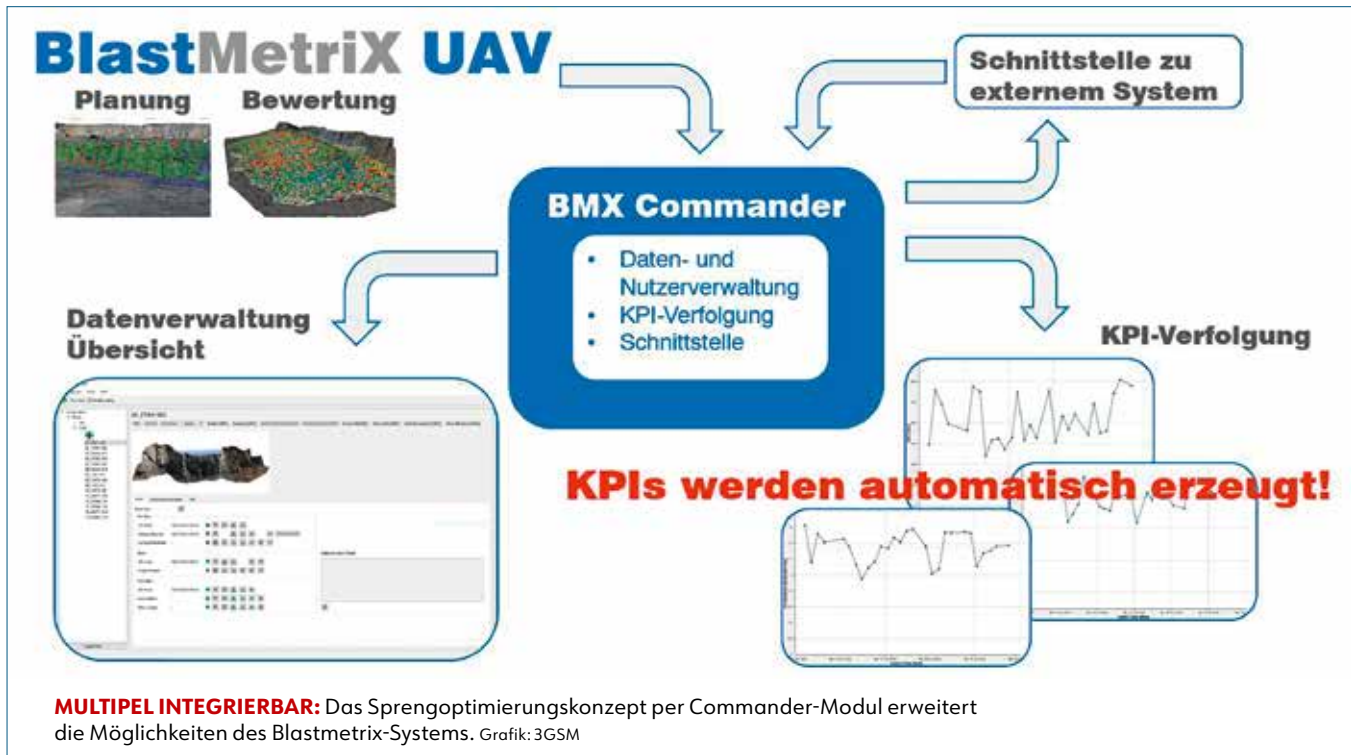 BlastMetriX UAV
Planung
Bewertung
Schnittstelle zu
externem System
BMX Commander
• Daten- und
Nutzerverwaltung
• KPI-Verfolgung
• Schnittstelle
Datenverwaltung
Übersicht
KPI-Verfolgung
KPIs werden automatisch erzeugt!
MULTIPEL INTEGRIERBAR: Das Sprengoptimierungskonzept per Commander-Modul erweitert
die Möglichkeiten des Blastmetrix-Systems. Grafik: 3GSM